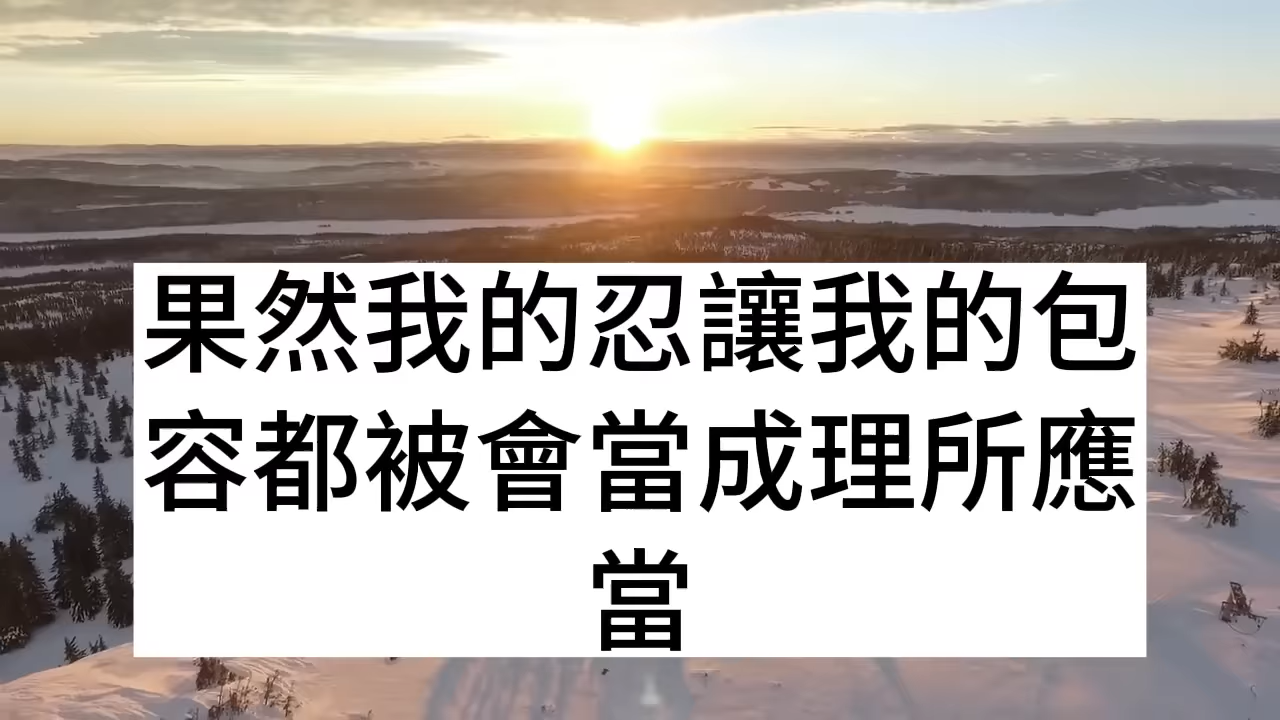 果然我的忍讓我的包
容都被會當成理所應
當